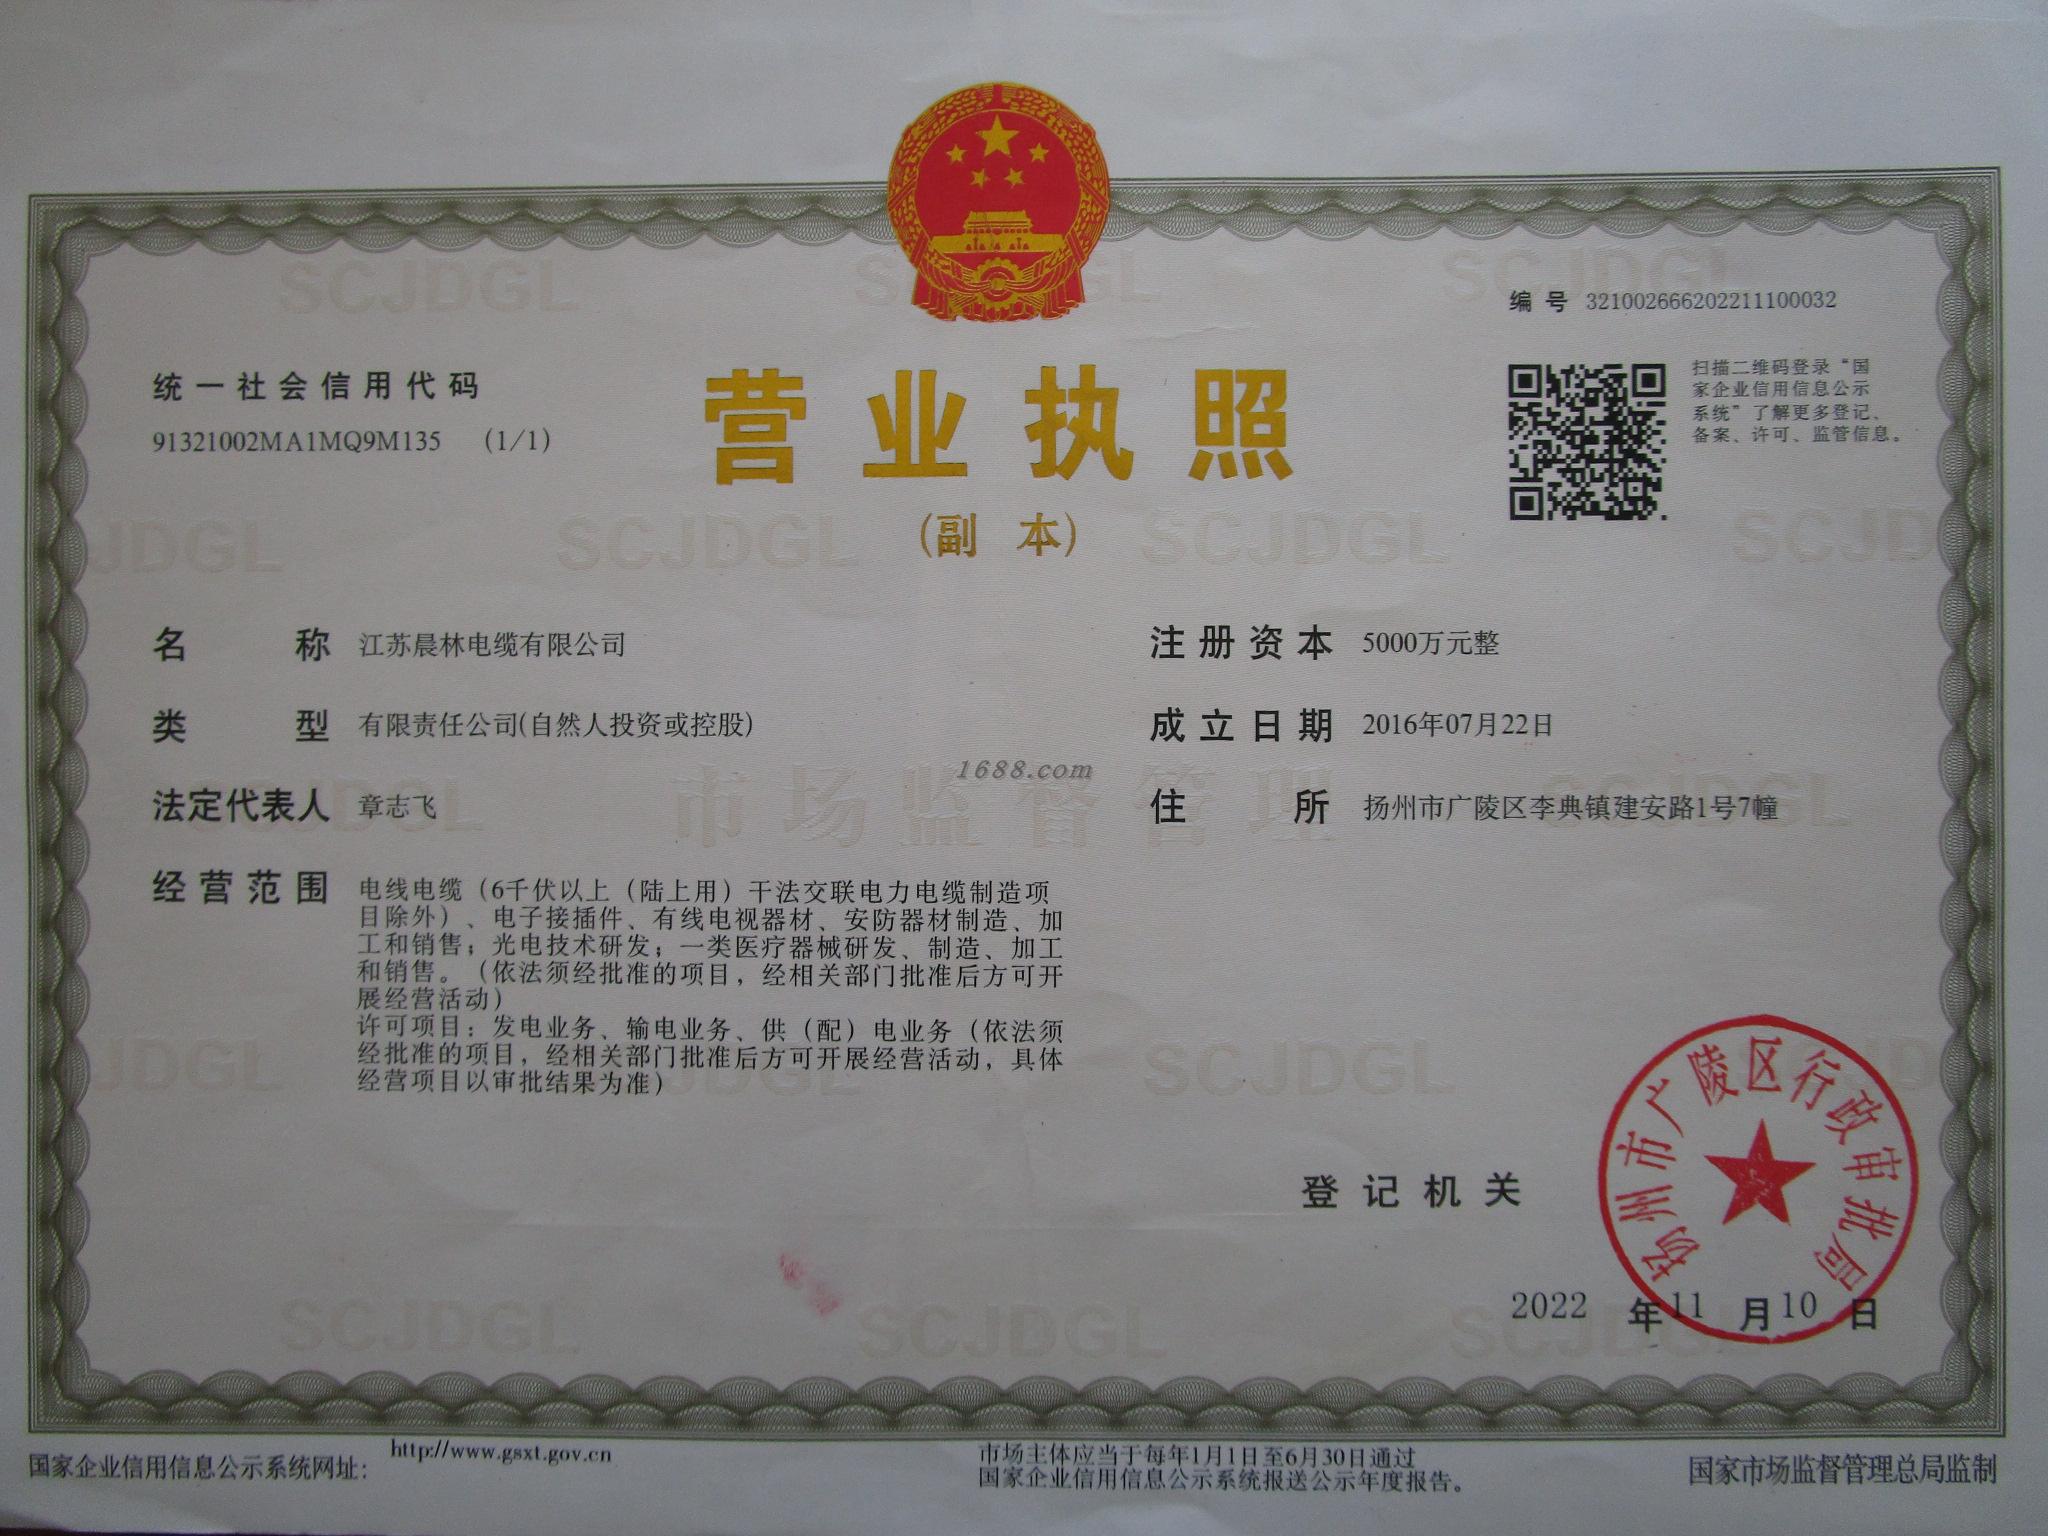 编号 321002666202211100032
统一社会信用代码
91321002MA1MQ9M135 (1/1)
营业执照
(副 本)
扫描二维码登录“国
家企业信用信息公示
系统”了解更多登记、
备案、许可、监管信息。
名称 江苏晨林电缆有限公司
注册资本 5000万元整
类型 有限责任公司(自然人投资或控股)
成立日期 2016年07月22日
1688.com
市场监督管理
法定代表人 章志飞
住所 扬州市广陵区李典镇建安路1号7幢
经营范围 电线电缆（6千伏以上（陆上用）干法交联电力电缆制造项
目除外）、电子接插件、有线电视器材、安防器材制造、加
工和销售；光电技术研发；一类医疗器械研发、制造、加工
和销售。（依法须经批准的项目，经相关部门批准后方可开
展经营活动）
许可项目：发电业务、输电业务、供（配）电业务（依法须
经批准的项目，经相关部门批准后方可开展经营活动，具体
经营项目以审批结果为准）
SCJDGL
扬州市广陵区行政审批局
登记机关
2022 年 11 月 10 日
国家企业信用信息公示系统网址： http://www.gsxt.gov.cn
市场主体应当于每年1月1日至6月30日通过
国家企业信用信息公示系统报送公示年度报告。
国家市场监督管理总局监制